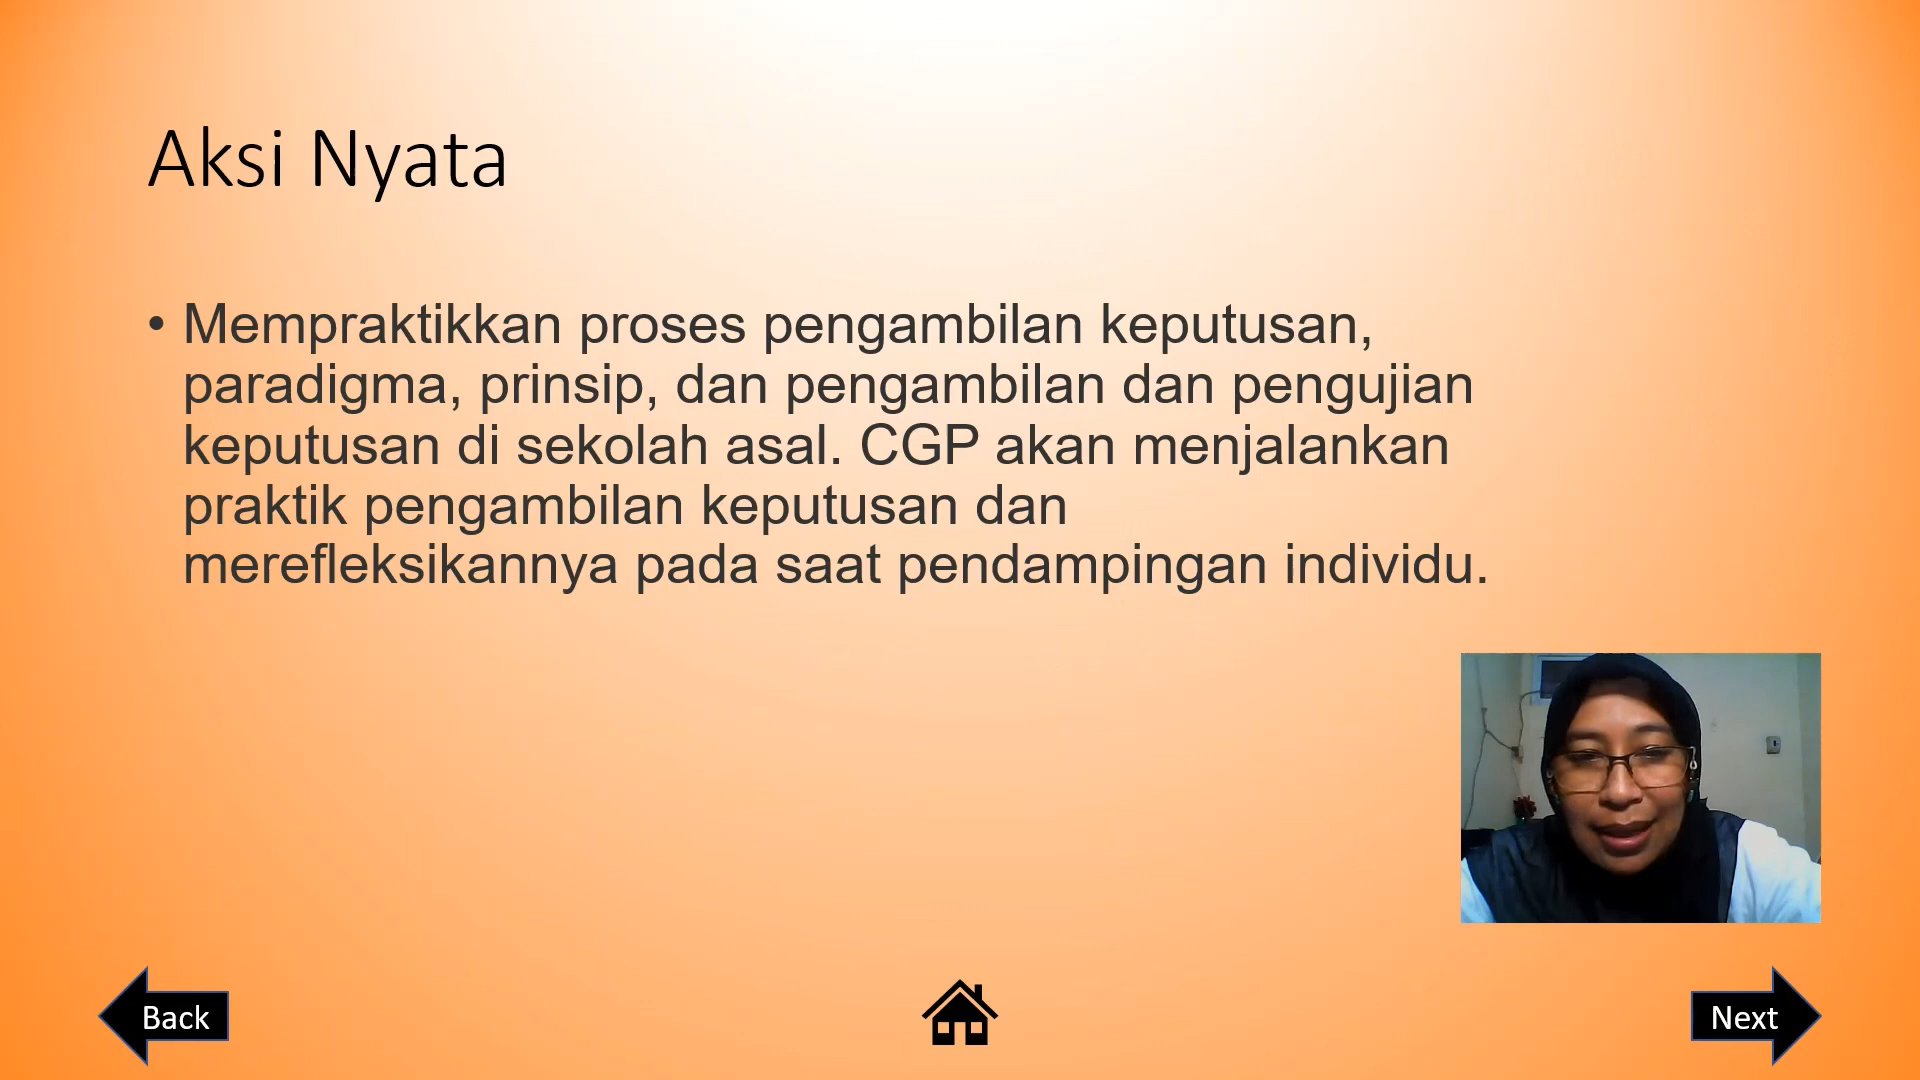 Aksi Nyata
• Mempraktikkan proses pengambilan keputusan,
paradigma, prinsip, dan pengambilan dan pengujian
keputusan di sekolah asal. CGP akan menjalankan
praktik pengambilan keputusan dan
merefleksikannya pada saat pendampingan individu.
Back
Next